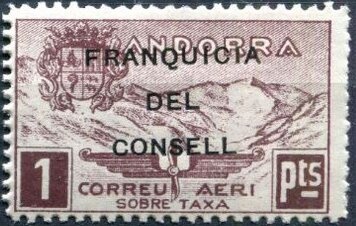 ANDORRA
FRANQUICIA
DEL
CONSELL
1 CORREU AERI pts
SOBRE TAXA